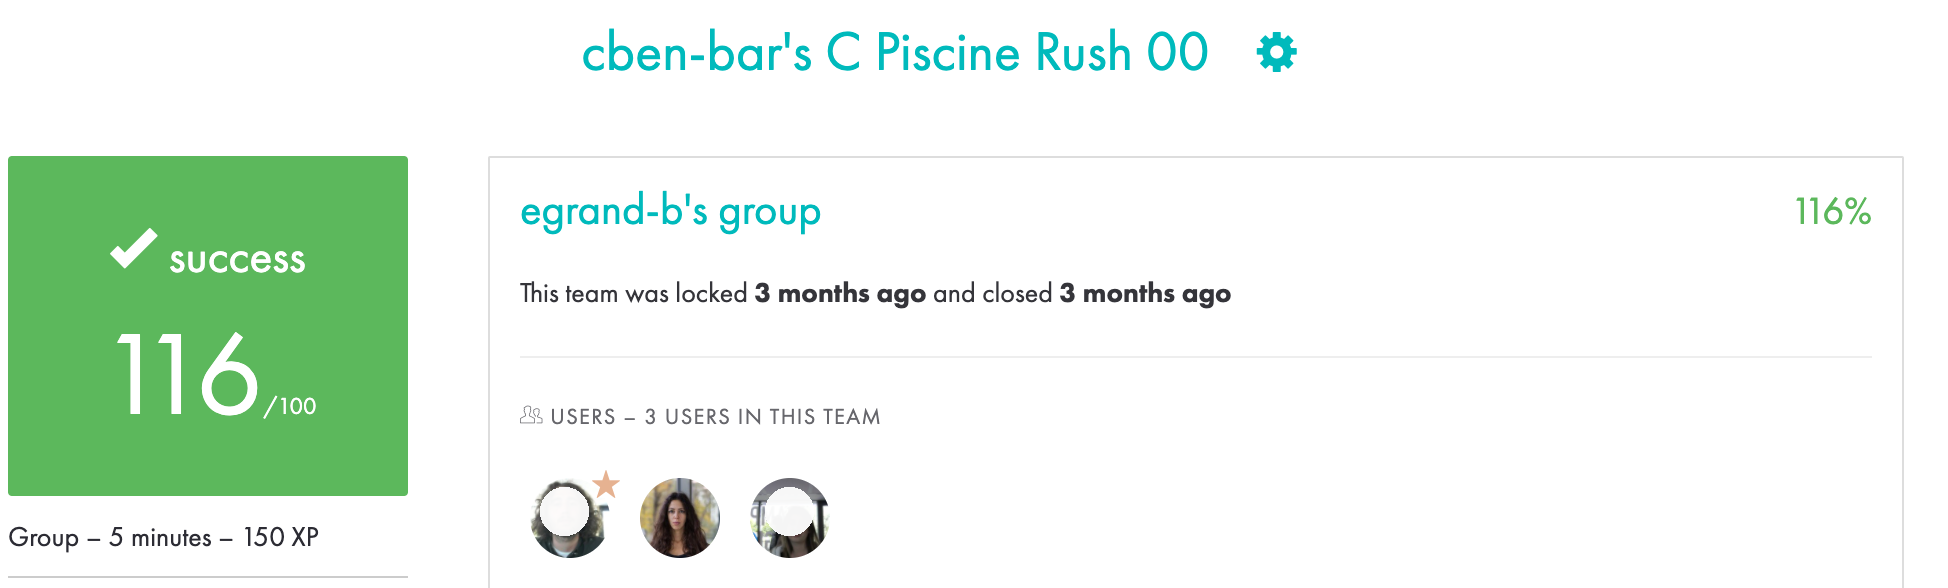 cben-bar's C Piscine Rush 00
success
116/100
Group – 5 minutes – 150 XP
egrand-b's group
116%
This team was locked 3 months ago and closed 3 months ago
USERS – 3 USERS IN THIS TEAM